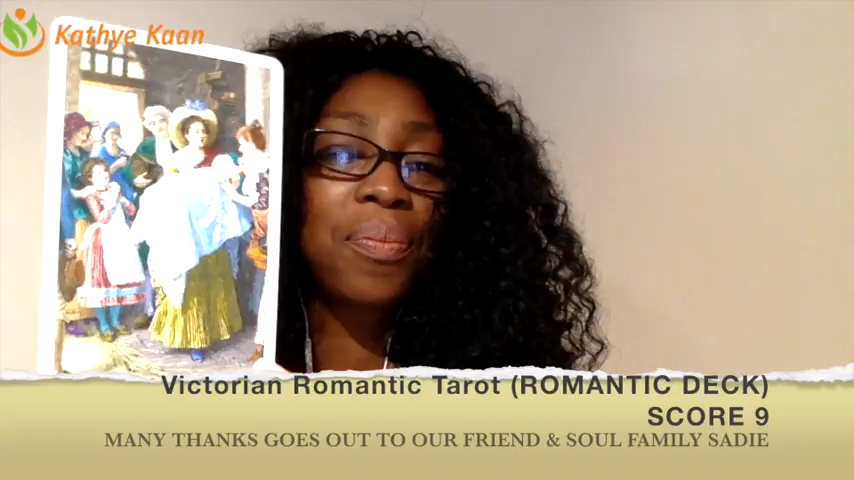 Kathye Kaan
Victorian Romantic Tarot (ROMANTIC DECK)
SCORE 9
MANY THANKS GOES OUT TO OUR FRIEND & SOUL FAMILY SADIE